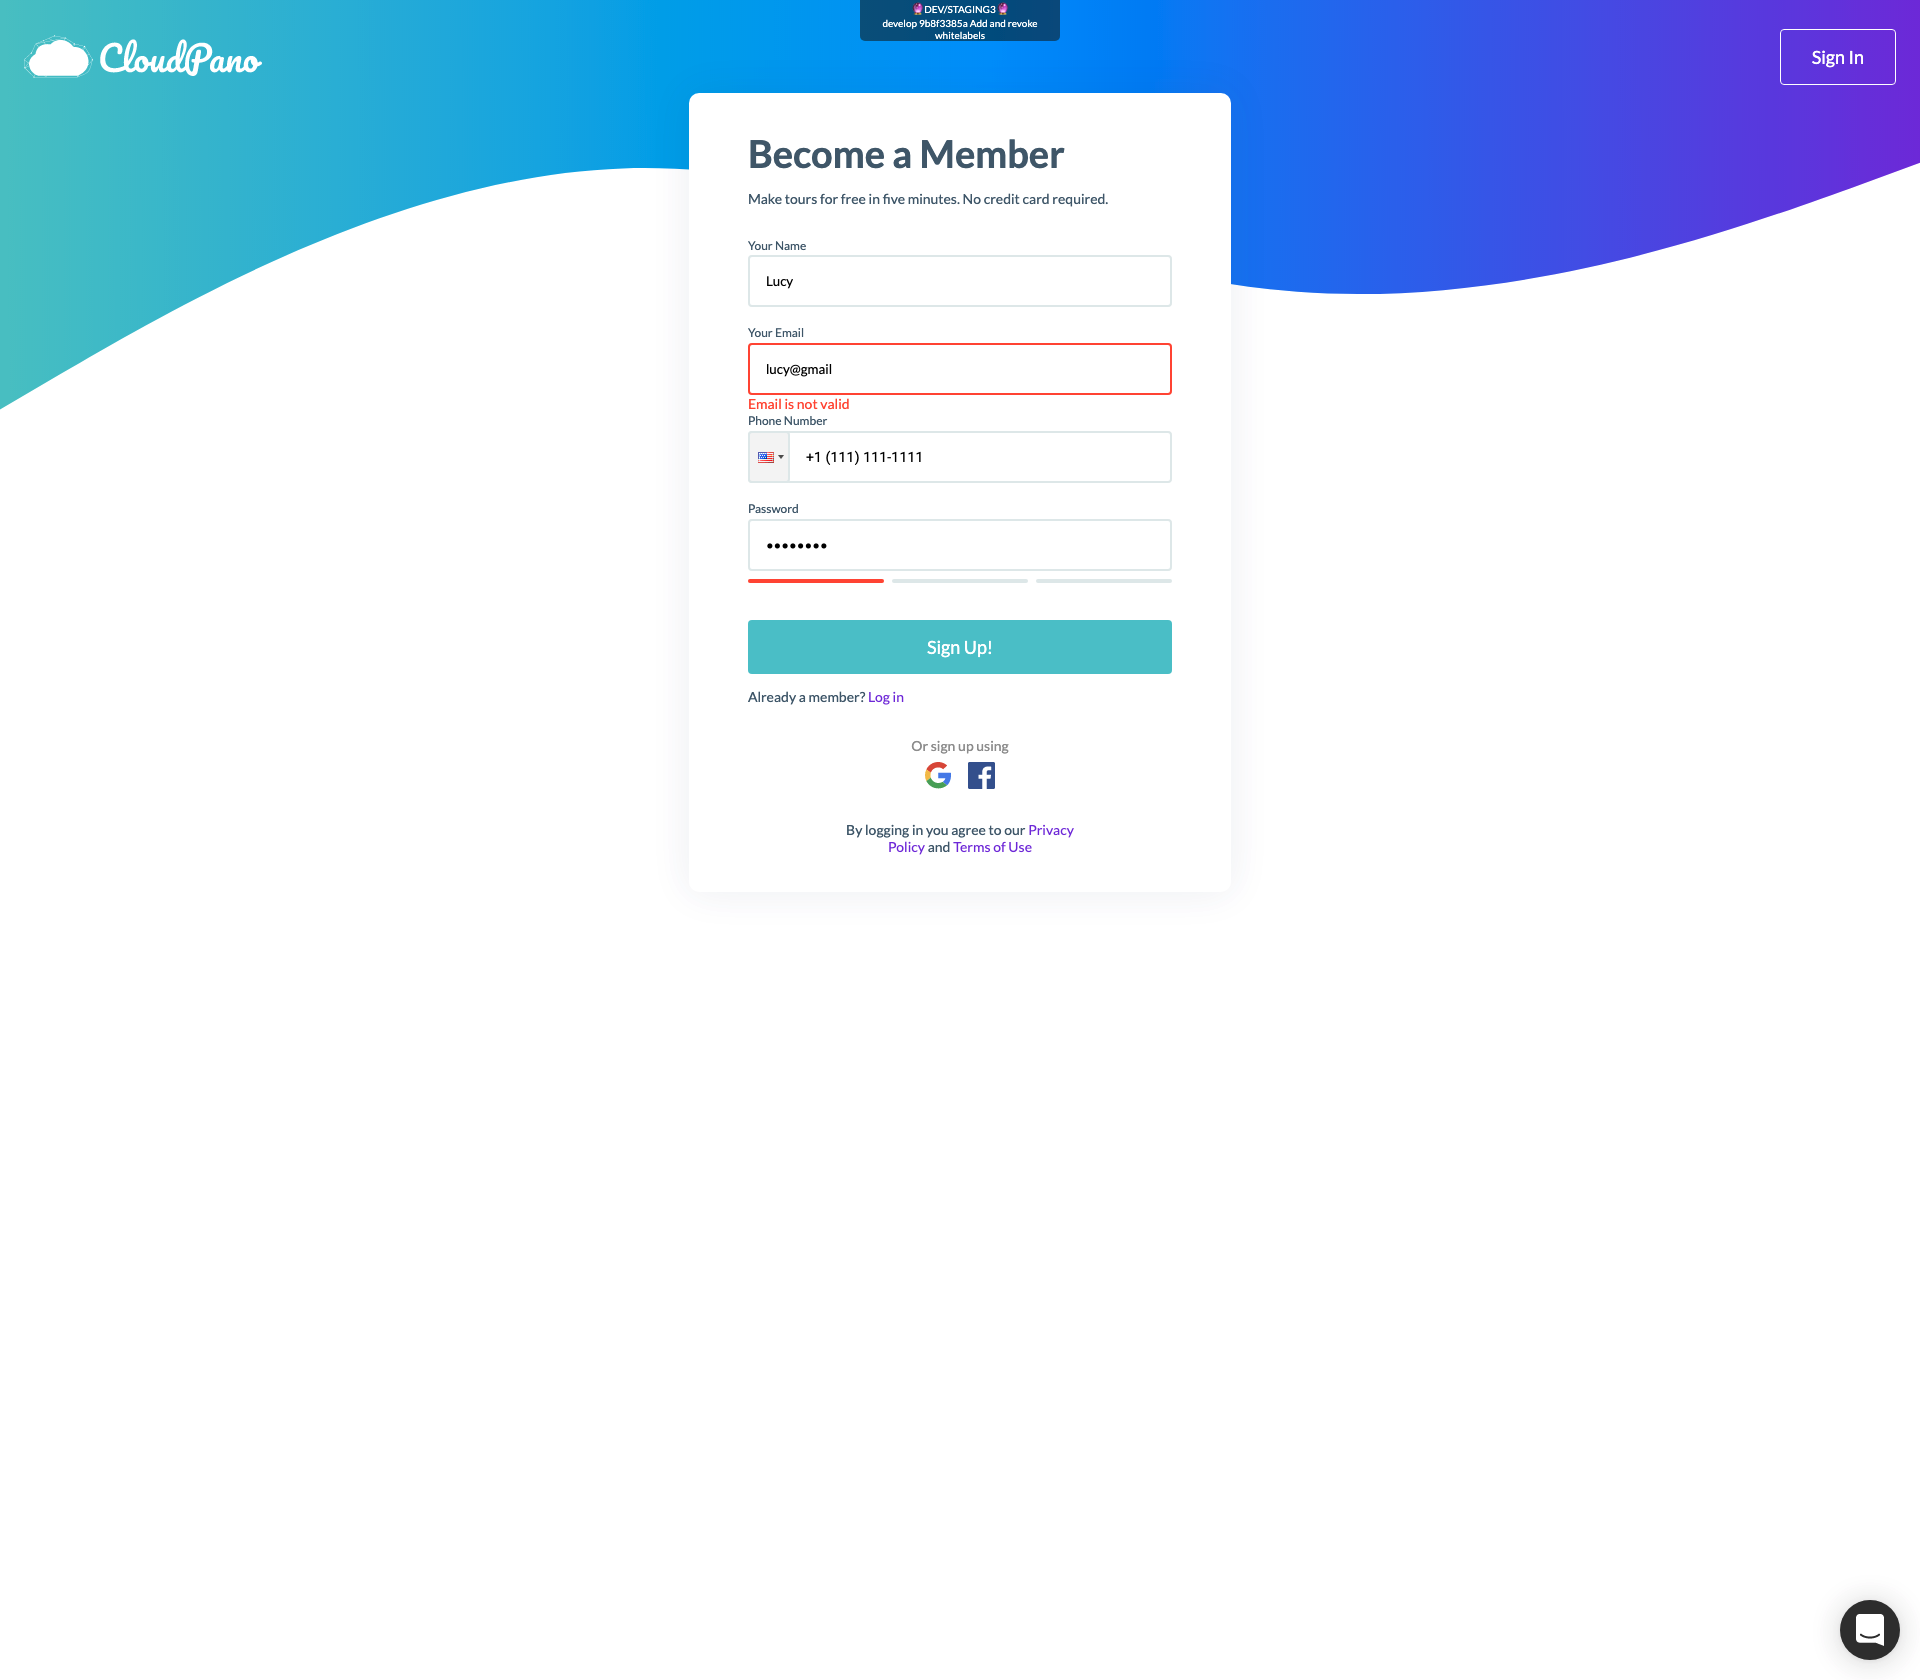 🔮DEV/STAGING3🔮
develop 9b8f3385a Add and revoke
whitelabels
CloudPano
Sign In
Become a Member
Make tours for free in five minutes. No credit card required.
Your Name
Lucy
Your Email
lucy@gmail
Email is not valid
Phone Number
+1 (111) 111-1111
Password
••••••••
Sign Up!
Already a member? Log in
Or sign up using
By logging in you agree to our Privacy
Policy and Terms of Use